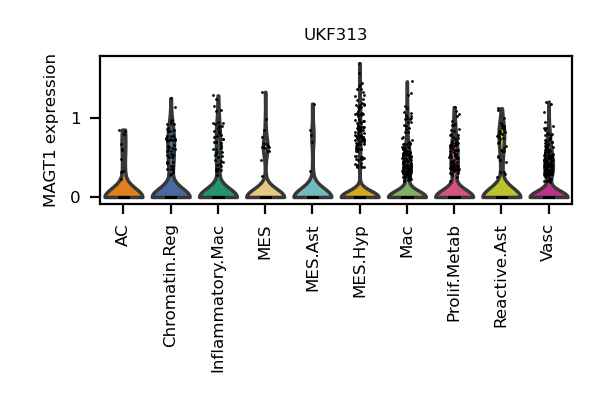 UKF313
MAGT1 expression
1
0
AC
Chromatin.Reg
Inflammatory.Mac
MES
MES.Ast
MES.Hyp
Mac
Prolif.Metab
Reactive.Ast
Vasc